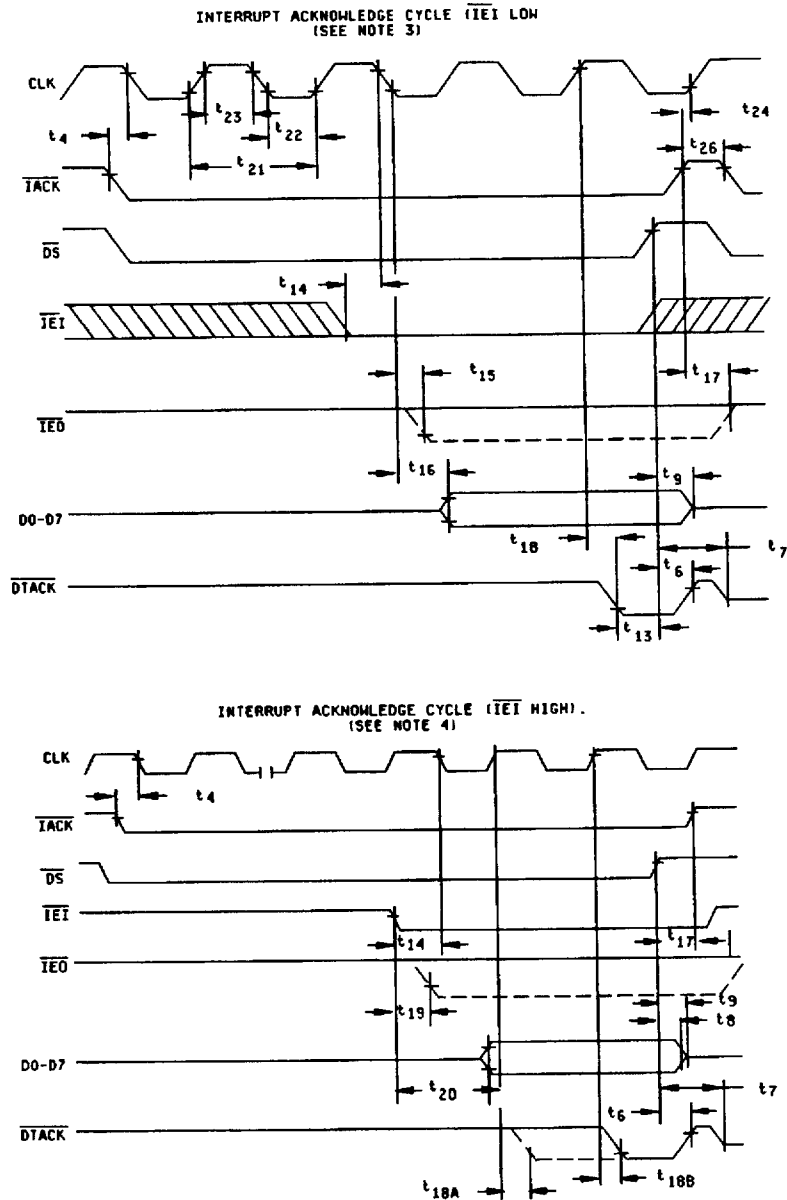 INTERRUPT ACKNOWLEDGE CYCLE (IEI LOW
(SEE NOTE 3)
CLK
t24
t23
t4
t22
t26
t21
IACK
DS
t14
IEI
t15
t17
IEO
t16
t9
D0-D7
t18
t7
t6
DTACK
t13
INTERRUPT ACKNOWLEDGE CYCLE (IEI HIGH).
(SEE NOTE 4)
CLK
t4
IACK
DS
IEI
t14
t17
IEO
t19
t9
t8
D0-D7
t20
t7
t6
DTACK
t18A
t18B